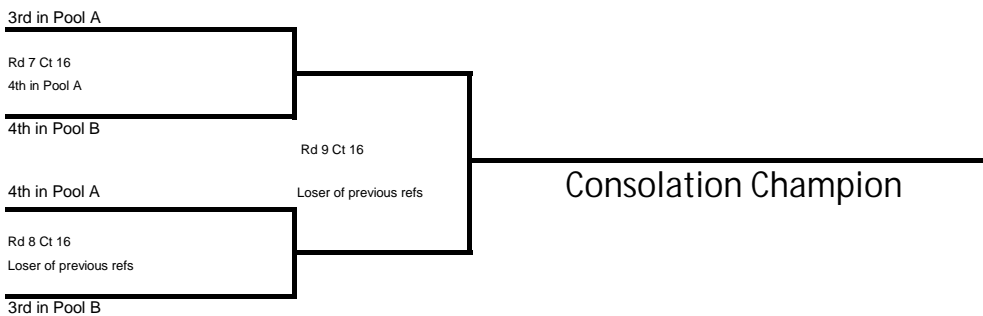 3rd in Pool A
Rd 7 Ct 16
4th in Pool A
4th in Pool B
Rd 9 Ct 16
4th in Pool A
Loser of previous refs
Consolation Champion
Rd 8 Ct 16
Loser of previous refs
3rd in Pool B